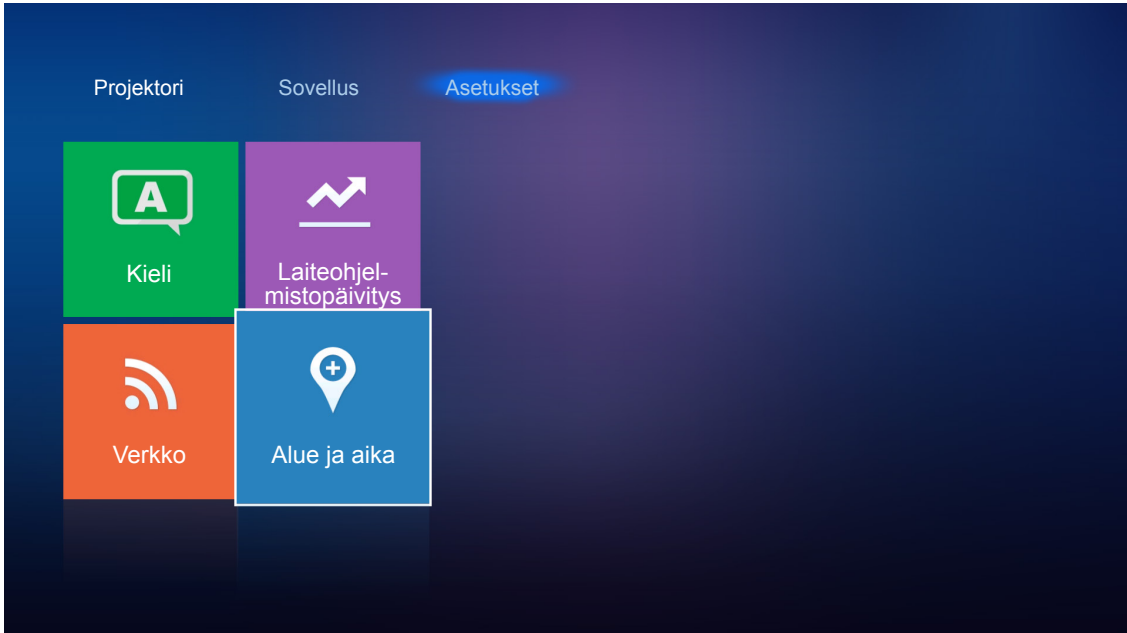 Projektori Sovellus Asetukset
A
Kieli
Laiteohjel-
mistopäivitys
Verkko
Alue ja aika